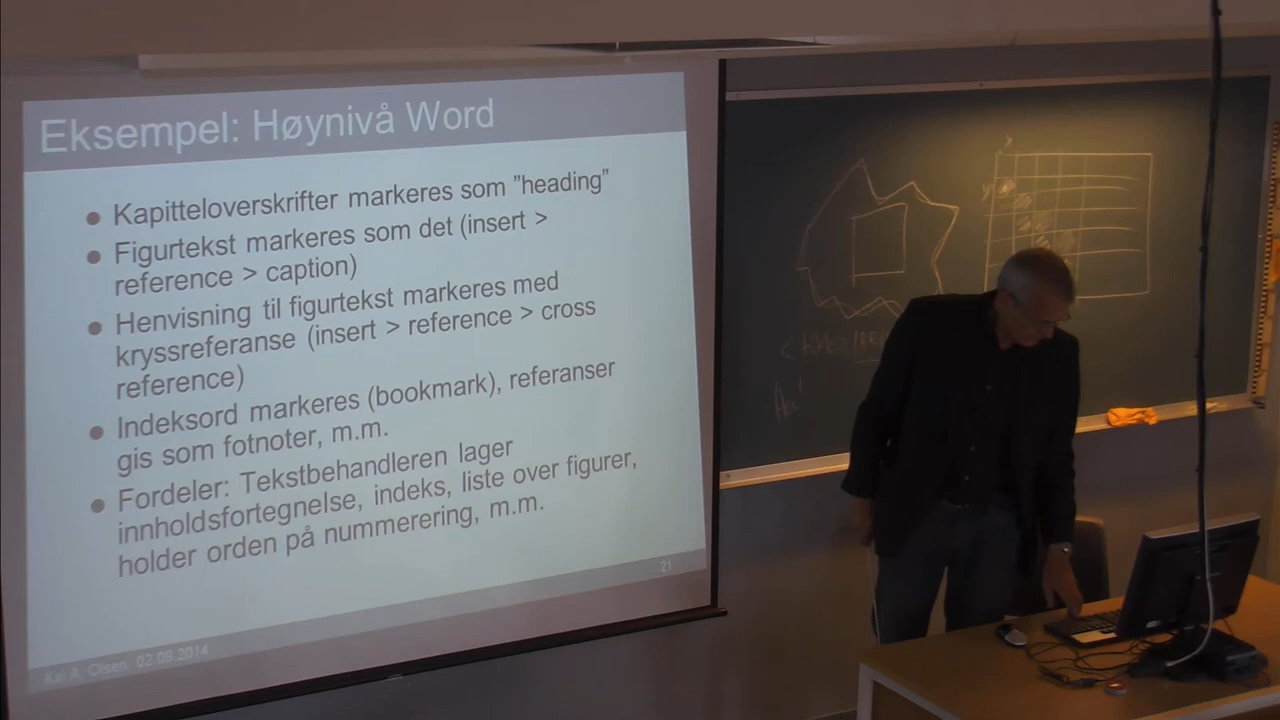 Eksempel: Høynivå Word
Kapitteloverskrifter markeres som ”heading”
Figurtekst markeres som det (insert >
reference > caption)
Henvisning til figurtekst markeres med
kryssreferanse (insert > reference > cross
reference)
Indeksord markeres (bookmark), referanser
gis som fotnoter, m.m.
Fordeler: Tekstbehandleren lager
innholdsfortegnelse, indeks, liste over figurer,
holder orden på nummerering, m.m.
21
Kai A. Olsen, 02.09.2014
x
y